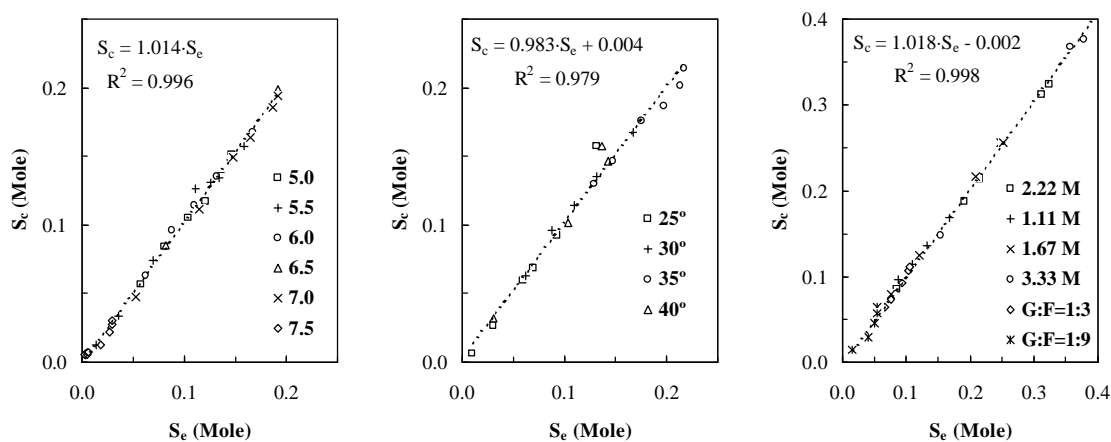 S_c = 1.014·S_e
R² = 0.996
0.2
0.1
0.0
S_c (Mole)
5.0
5.5
6.0
6.5
7.0
7.5
0.0 0.1 0.2
S_e (Mole)
S_c = 0.983·S_e + 0.004
R² = 0.979
0.2
0.1
0.0
S_c (Mole)
25º
30º
35º
40º
0.0 0.1 0.2
S_e (Mole)
S_c = 1.018·S_e - 0.002
R² = 0.998
0.4
0.3
0.2
0.1
0.0
S_c (Mole)
2.22 M
1.11 M
1.67 M
3.33 M
G:F=1:3
G:F=1:9
0.0 0.1 0.2 0.3 0.4
S_e (Mole)